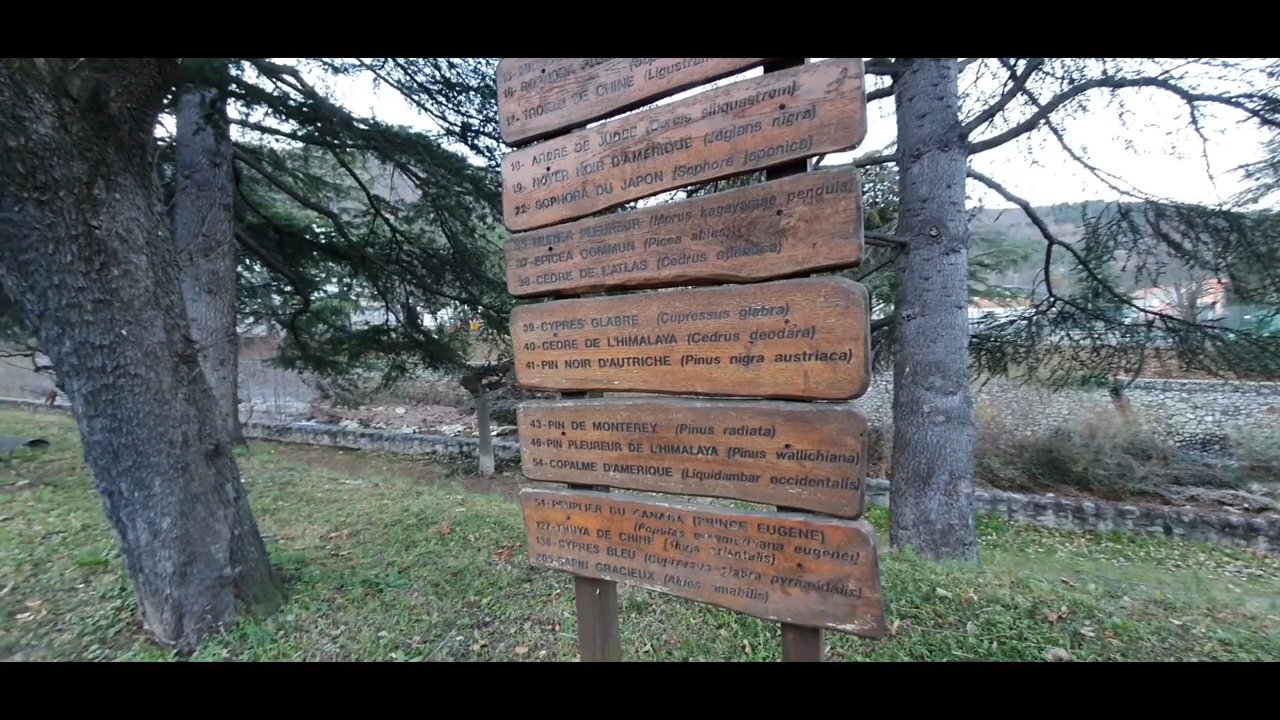 17- TROENE DE CHINE (Ligustrum
18- ARBRE DE JUDEE (Cercis siliquastrum)
19- NOYER NOIR D'AMERIQUE (Juglans nigra)
22- SOPHORA DU JAPON (Sophora japonica)
MURIER PLEUREUR (Morus kagayamae pendula)
37-EPICEA COMMUN (Picea abies)
38-CEDRE DE L'ATLAS (Cedrus atlantica)
39-CYPRES GLABRE (Cupressus glabra)
40-CEDRE DE L'HIMALAYA (Cedrus deodara)
41-PIN NOIR D'AUTRICHE (Pinus nigra austriaca)
43-PIN DE MONTEREY (Pinus radiata)
46-PIN PLEUREUR DE L'HIMALAYA (Pinus wallichiana)
54-COPALME D'AMERIQUE (Liquidambar occidentalis)
54-PEUPLIER DU CANADA (PRINCE EUGENE)
(Populus euramericana eugenei)
127-THUYA DE CHINE (Thuja orientalis)
138-CYPRES BLEU (Cupressus glabra pyramidalis)
205-SAPIN GRACIEUX (Abies amabilis)